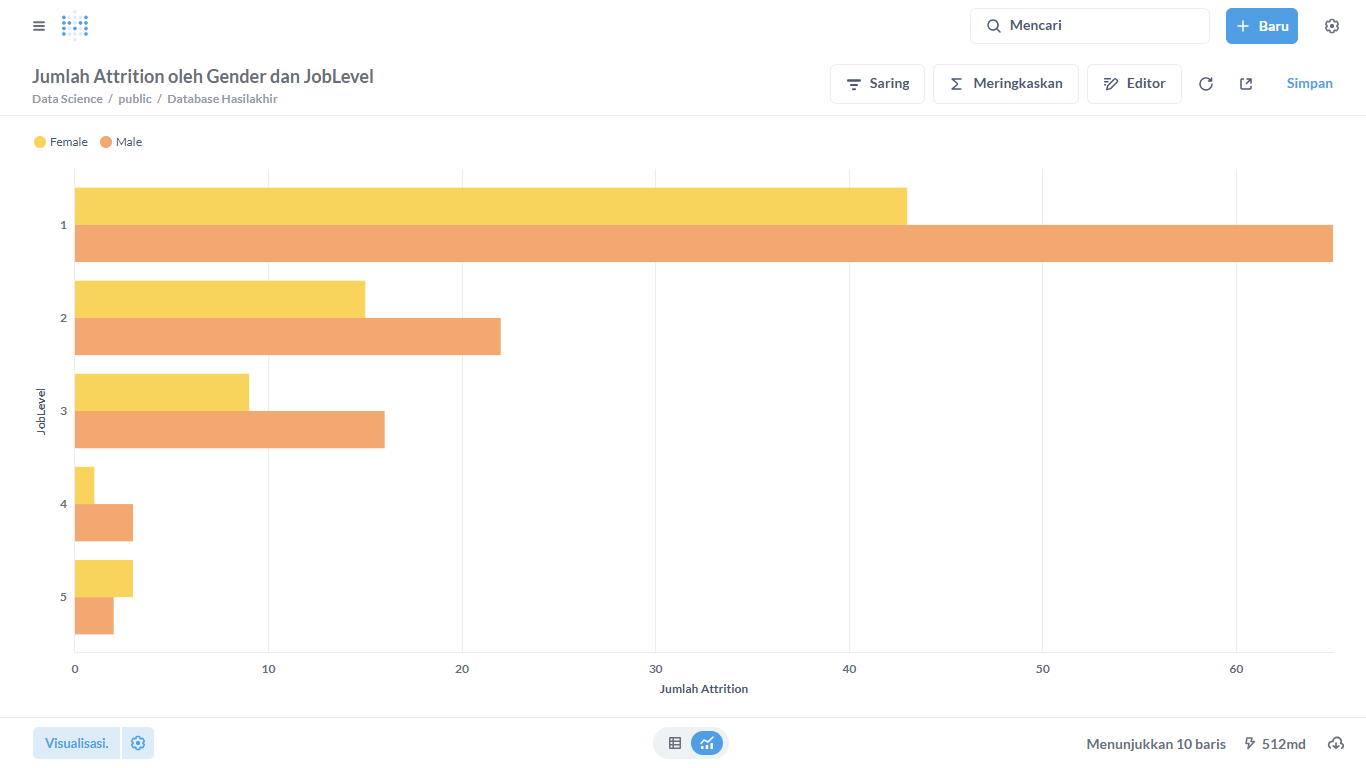 Mencari
Baru
Jumlah Attrition oleh Gender dan JobLevel
Data Science / public / Database Hasilakhir
Saring
Meringkaskan
Editor
Simpan
Female Male
1
2
3
4
5
JobLevel
0 10 20 30 40 50 60
Jumlah Attrition
Visualisasi.
Menunjukkan 10 baris
512md